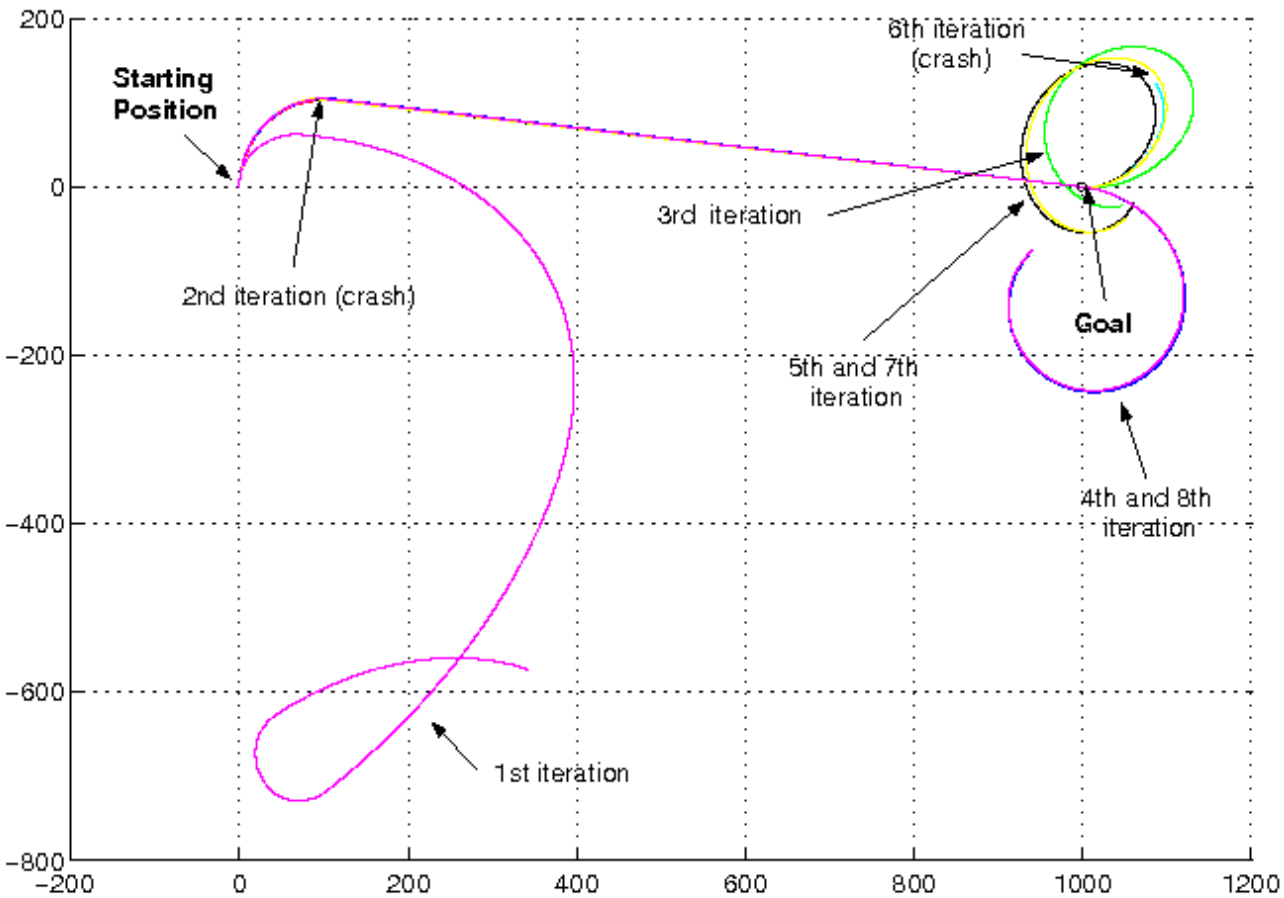 200
6th iteration
(crash)
Starting
Position
0
3rd iteration
2nd iteration (crash)
Goal
−200
5th and 7th
iteration
−400
4th and 8th
iteration
−600
1st iteration
−800
−200
0
200
400
600
800
1000
1200